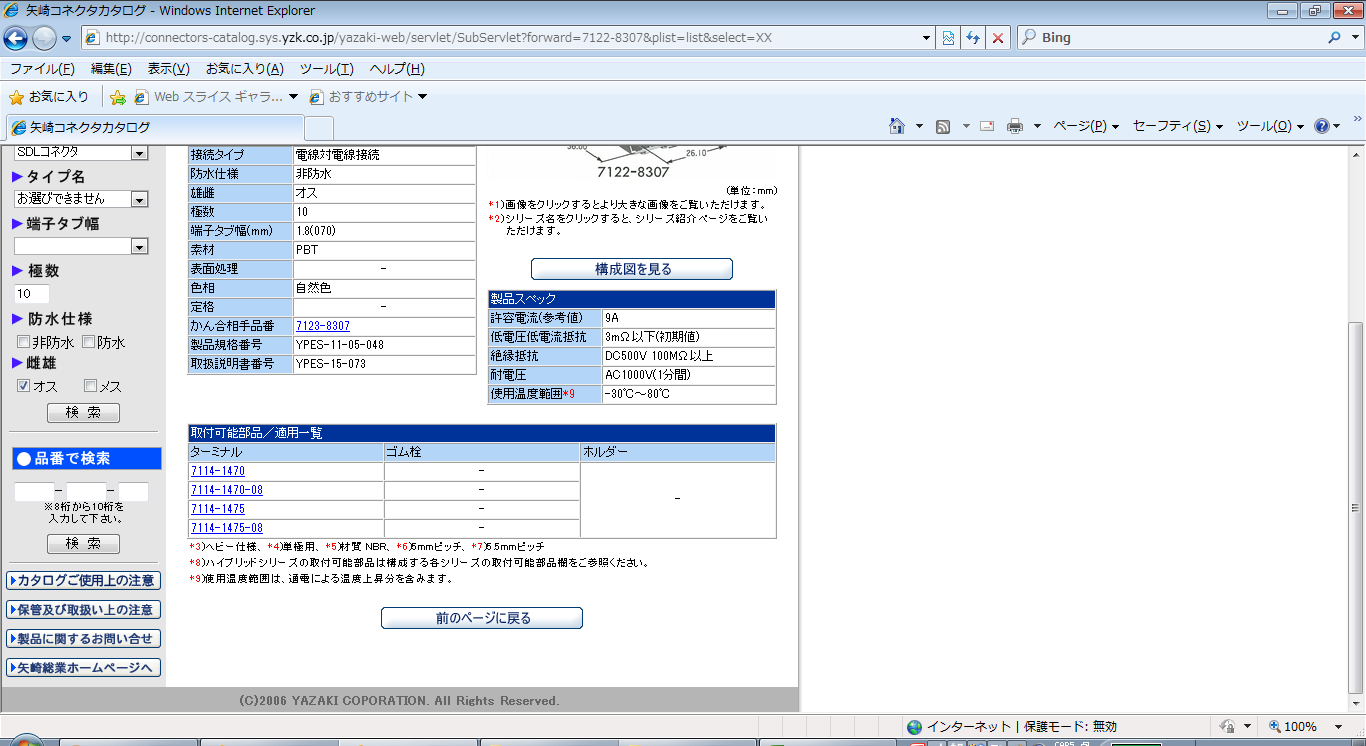 矢崎コネクタカタログ - Windows Internet Explorer
http://connectors-catalog.sys.yzk.co.jp/yazaki-web/servlet/SubServlet?forward=7122-8307&plist=list&select=XX
Bing
ファイル(F) 編集(E) 表示(V) お気に入り(A) ツール(T) ヘルプ(H)
お気に入り Web スライス ギャラ... おすすめサイト
矢崎コネクタカタログ
ページ(P) セーフティ(S) ツール(O)
SDLコネクタ
タイプ名
お選びできません
端子タブ幅
極数
10
防水仕様
非防水 防水
雌雄
オス メス
検 索
品番で検索
– –
※8桁から10桁を
入力して下さい。
検 索
カタログご使用上の注意
保管及び取扱い上の注意
製品に関するお問い合せ
矢崎総業ホームページへ
接続タイプ 電線対電線接続
防水仕様 非防水
雄雌 オス
極数 10
端子タブ幅(mm) 1.8(070)
素材 PBT
表面処理 -
色相 自然色
定格 -
かん合相手品番 7123-8307
製品規格番号 YPES-11-05-048
取扱説明書番号 YPES-15-073
26.10
7122-8307
(単位：mm)
*1)画像をクリックするとより大きな画像をご覧いただけます。
*2)シリーズ名をクリックすると、シリーズ紹介ページをご覧い
ただけます。
構成図を見る
製品スペック
許容電流(参考値) 9A
低電圧低電流抵抗 3mΩ以下(初期値)
絶縁抵抗 DC500V 100MΩ以上
耐電圧 AC1000V(1分間)
使用温度範囲*9 -30℃～80℃
取付可能部品／適用一覧
ターミナル ゴム栓 ホルダー
7114-1470 - -
7114-1470-08 -
7114-1475 -
7114-1475-08 -
*3)ヘビー仕様、*4)単極用、*5)材質 NBR、*6)5mmピッチ、*7)5.5mmピッチ
*8)ハイブリッドシリーズの取付可能部品は構成する各シリーズの取付可能部品欄をご参照ください。
*9)使用温度範囲は、通電による温度上昇分を含みます。
前のページに戻る
(C)2006 YAZAKI COPORATION. All Rights Reserved.
インターネット | 保護モード: 無効
100%